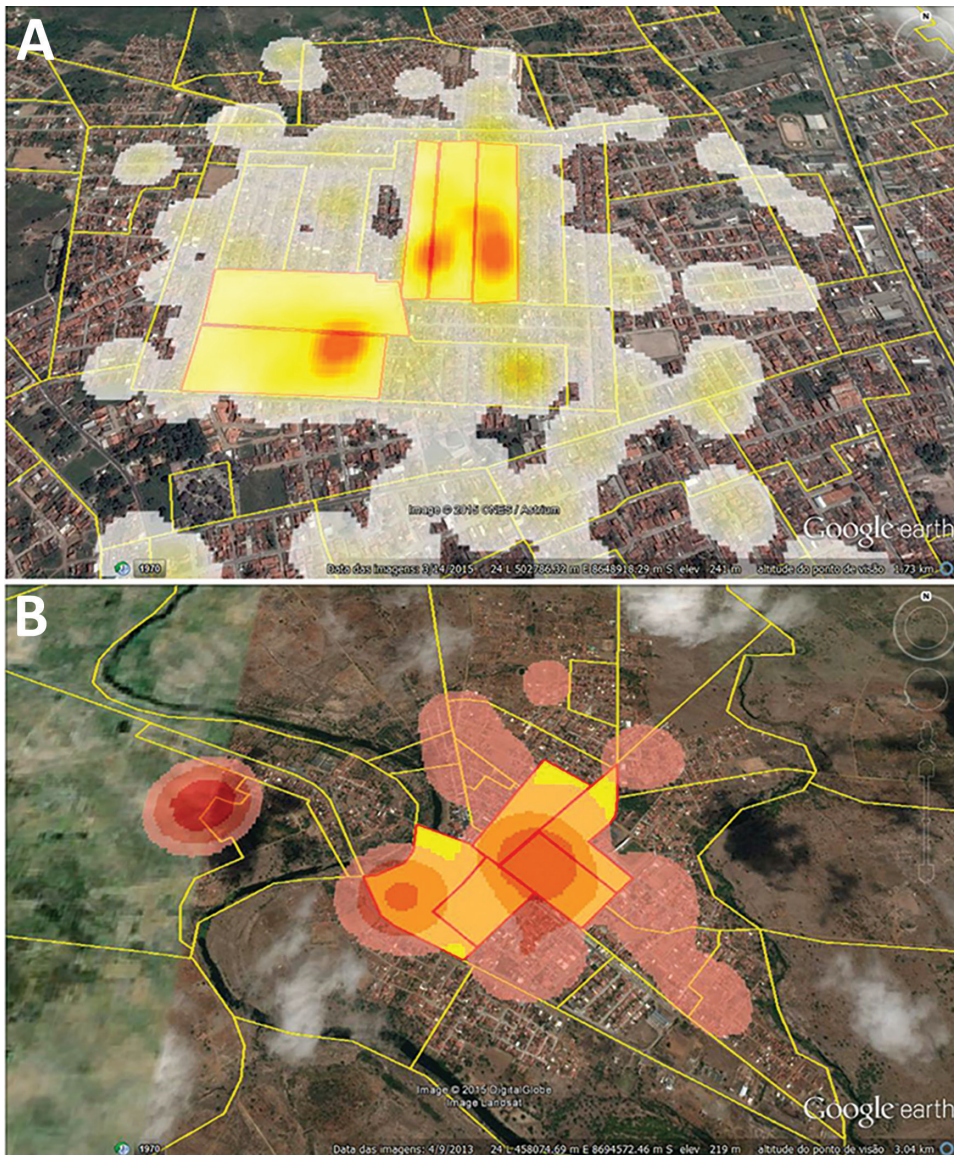 A
N
Image © 2015 CNES / Astrium
Google earth
1970
Data das imagens: 3/14/2015 24 L 502786.32 m E 8648918.29 m S elev 241 m altitude do ponto de visão 1.73 km
B
N
Image © 2015 DigitalGlobe
Image Landsat
Google earth
1970
Data das imagens: 4/9/2013 24 L 458074.69 m E 8694572.46 m S elev 219 m altitude do ponto de visão 3.04 km